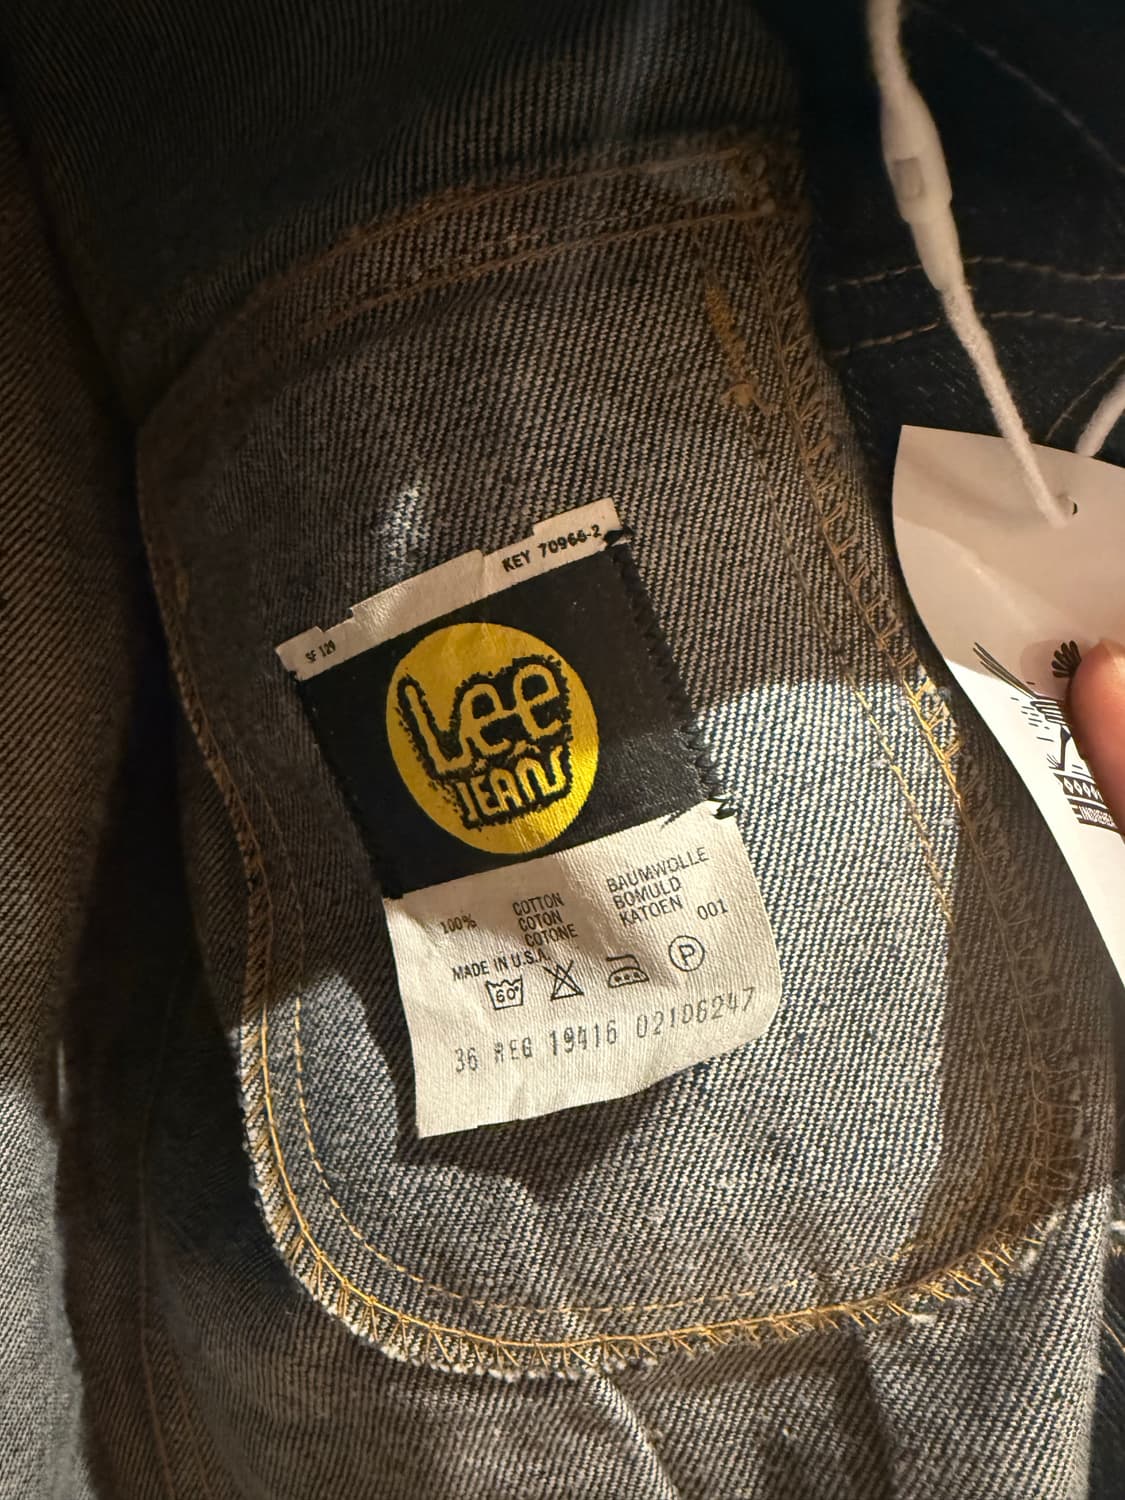 KEY 70966-2
SF 129
Lee
JEANS
100% COTTON BAUMWOLLE
COTON BOMULD
COTONE KATOEN 001
MADE IN U.S.A.
60 P
36 REG 19416 02106247